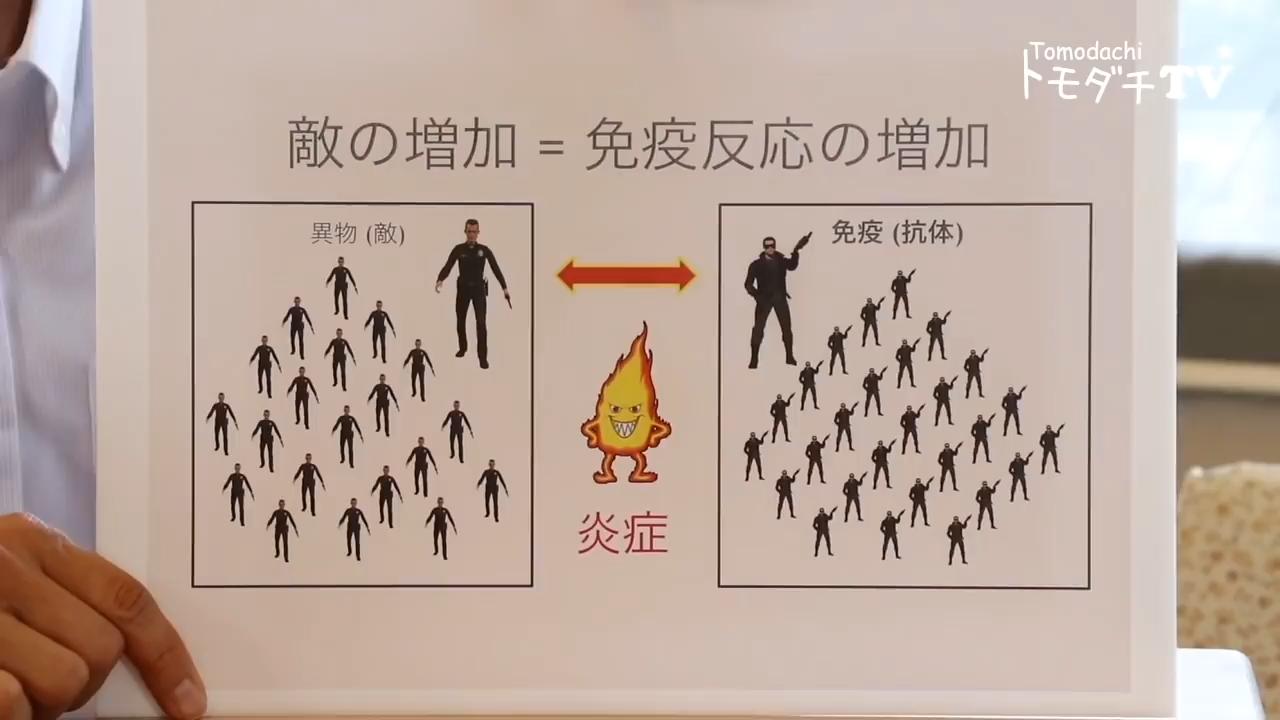 Tomodachi
トモダチTV
敵の増加 = 免疫反応の増加
異物 (敵)
免疫 (抗体)
炎症